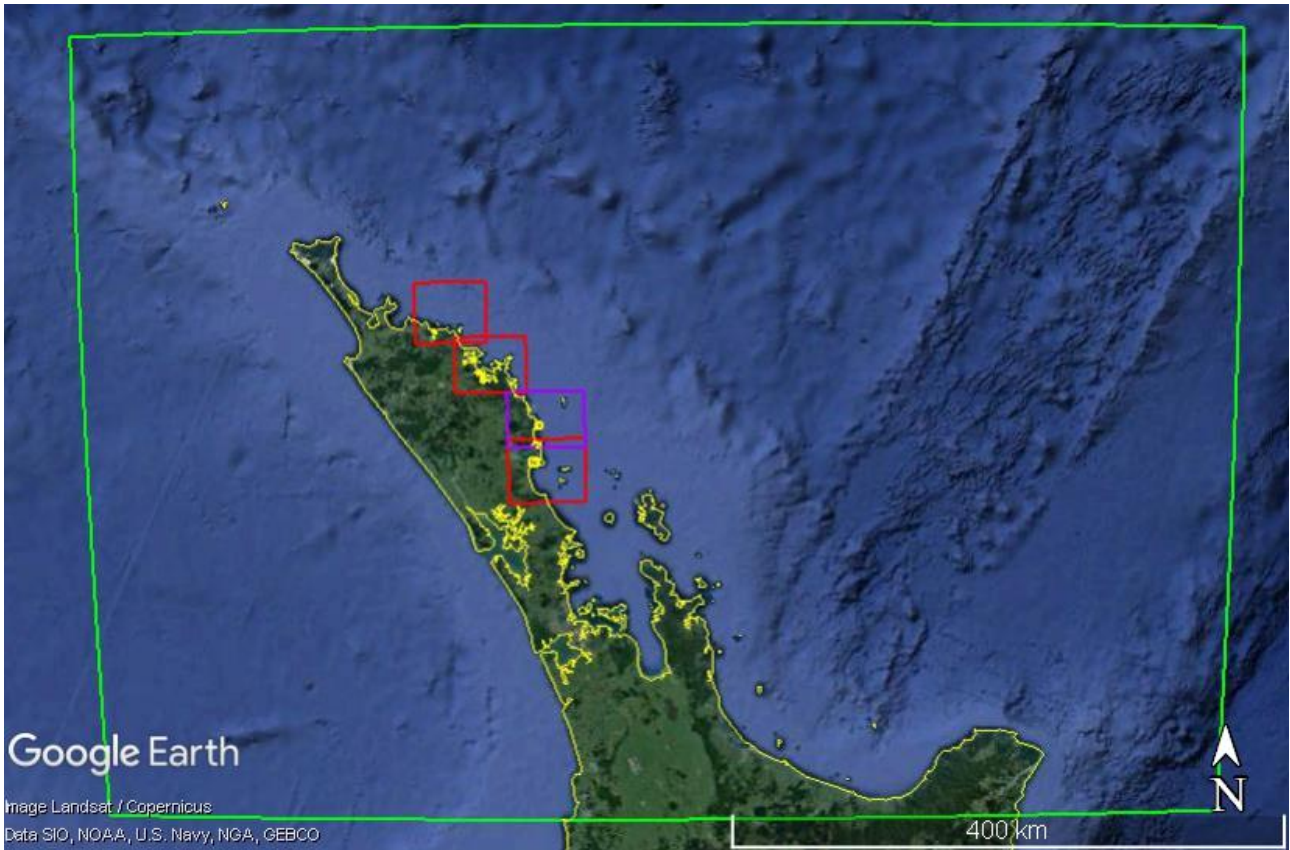 Google Earth
Image Landsat / Copernicus
Data SIO, NOAA, U.S. Navy, NGA, GEBCO
N
400 km